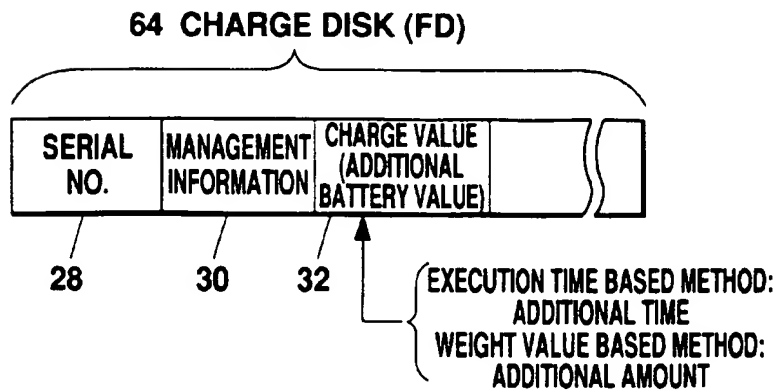 64 CHARGE DISK (FD)
SERIAL
NO.
MANAGEMENT
INFORMATION
CHARGE VALUE
(ADDITIONAL
BATTERY VALUE)
28
30
32
EXECUTION TIME BASED METHOD:
ADDITIONAL TIME
WEIGHT VALUE BASED METHOD:
ADDITIONAL AMOUNT